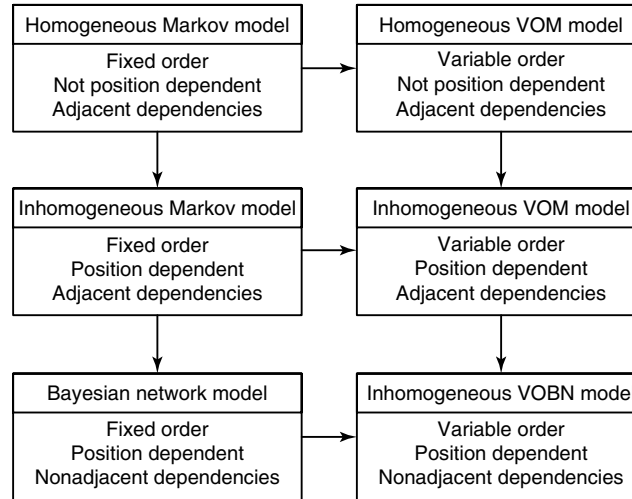 Homogeneous Markov model
Fixed order
Not position dependent
Adjacent dependencies
Homogeneous VOM model
Variable order
Not position dependent
Adjacent dependencies
Inhomogeneous Markov model
Fixed order
Position dependent
Adjacent dependencies
Inhomogeneous VOM model
Variable order
Position dependent
Adjacent dependencies
Bayesian network model
Fixed order
Position dependent
Nonadjacent dependencies
Inhomogeneous VOBN mode
Variable order
Position dependent
Nonadjacent dependencies